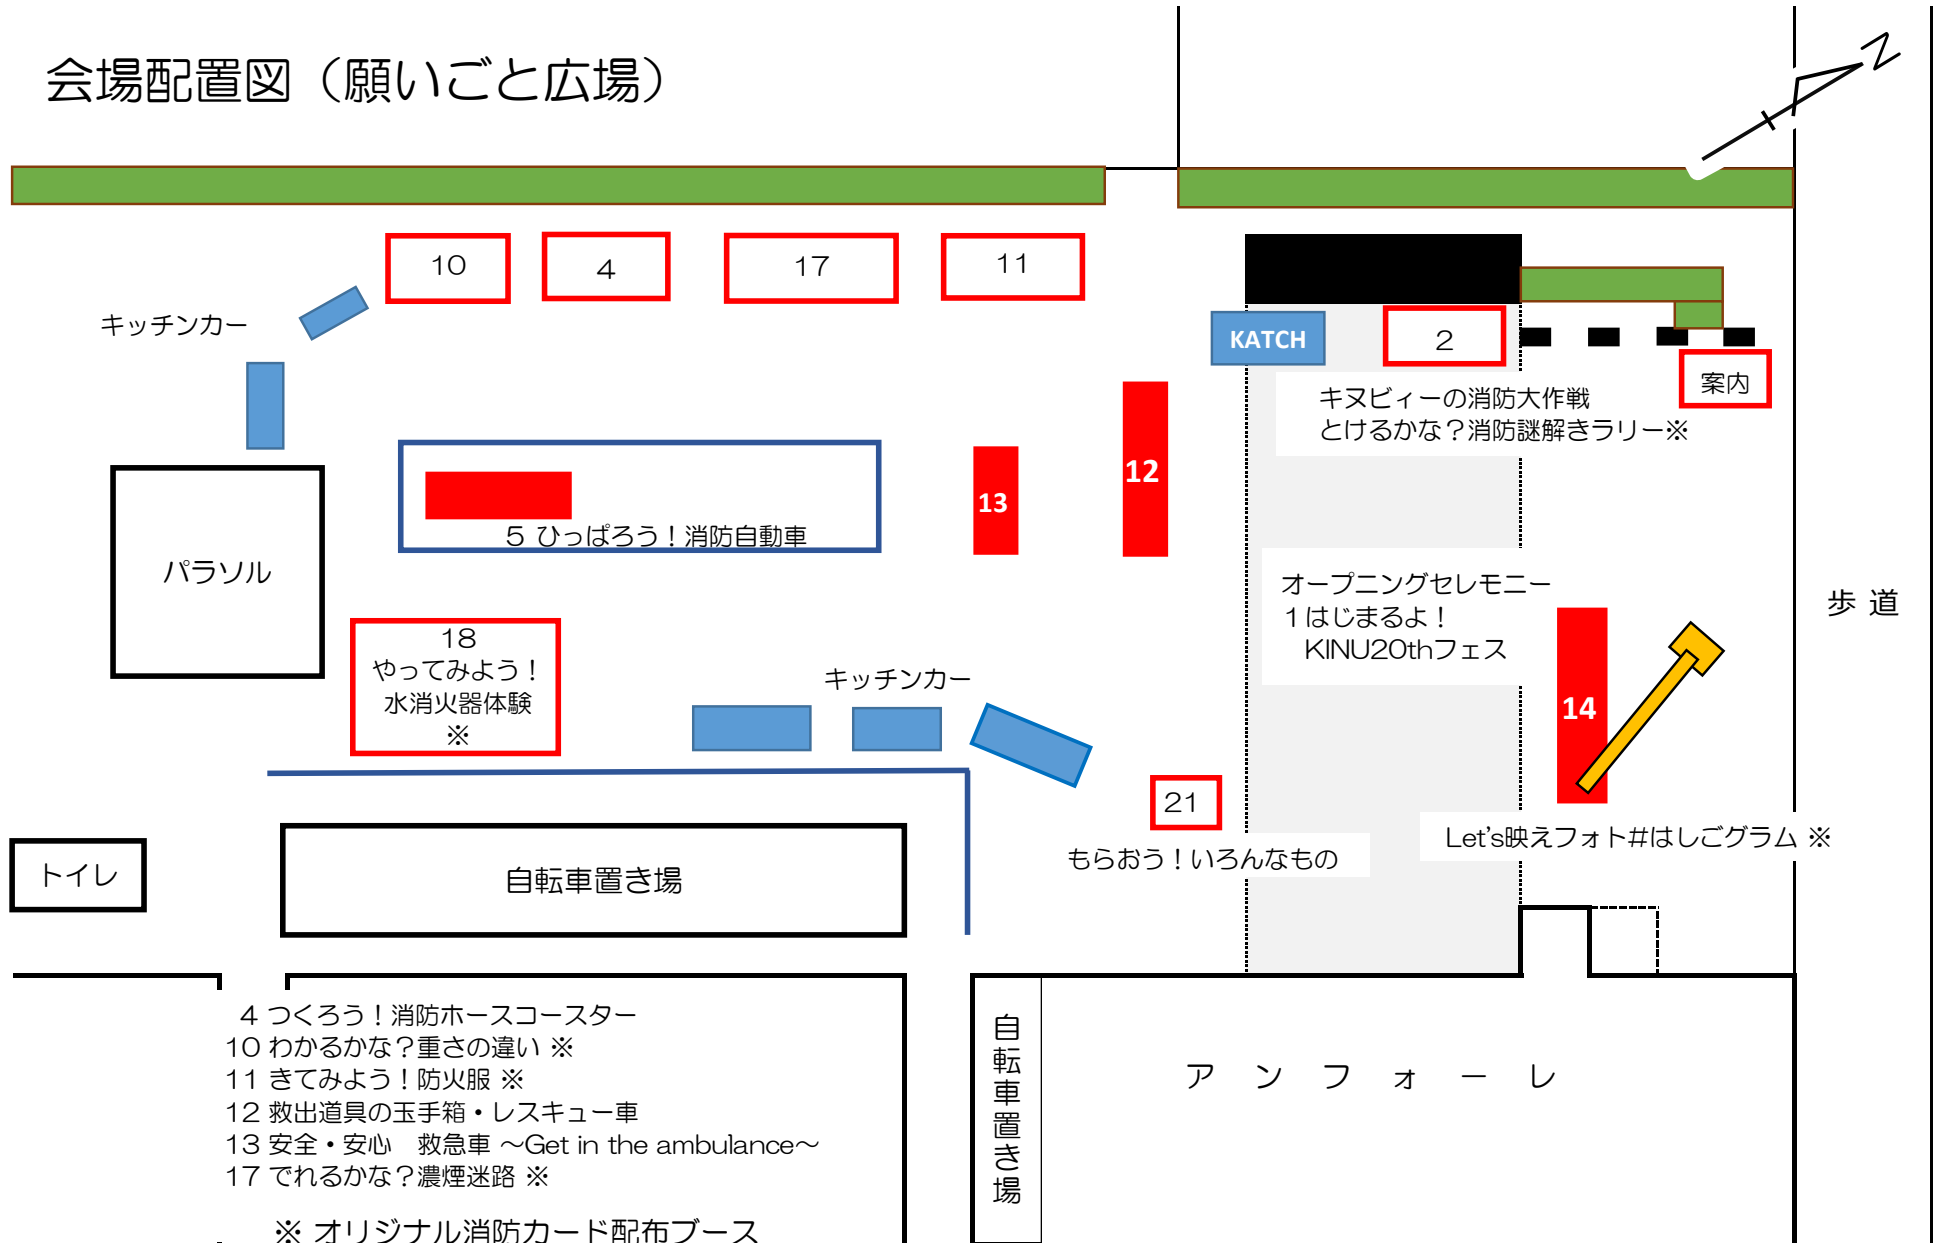 会場配置図（願いごと広場）
N
10
4
17
11
キッチンカー
KATCH
2
案内
キヌビィーの消防大作戦
とけるかな？消防謎解きラリー※
12
13
5 ひっぱろう！消防自動車
パラソル
オープニングセレモニー
1はじまるよ！
KINU20thフェス
歩 道
18
やってみよう！
水消火器体験
※
キッチンカー
14
21
もらおう！いろんなもの
Let's映えフォト#はしごグラム ※
トイレ
自転車置き場
4 つくろう！消防ホースコースター
10 わかるかな？重さの違い ※
11 きてみよう！防火服 ※
12 救出道具の玉手箱・レスキュー車
13 安全・安心　救急車 ～Get in the ambulance～
17 でれるかな？濃煙迷路 ※
※ オリジナル消防カード配布ブース
自転車置き場
アンフォーレ